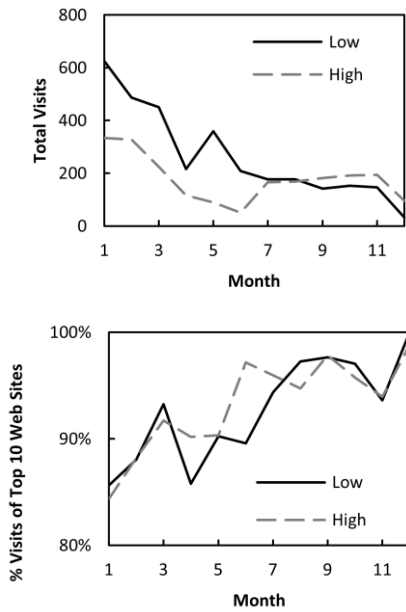 800
600
400
200
0
Total Visits
Low
High
1 3 5 7 9 11
Month
100%
90%
80%
% Visits of Top 10 Web Sites
Low
High
1 3 5 7 9 11
Month